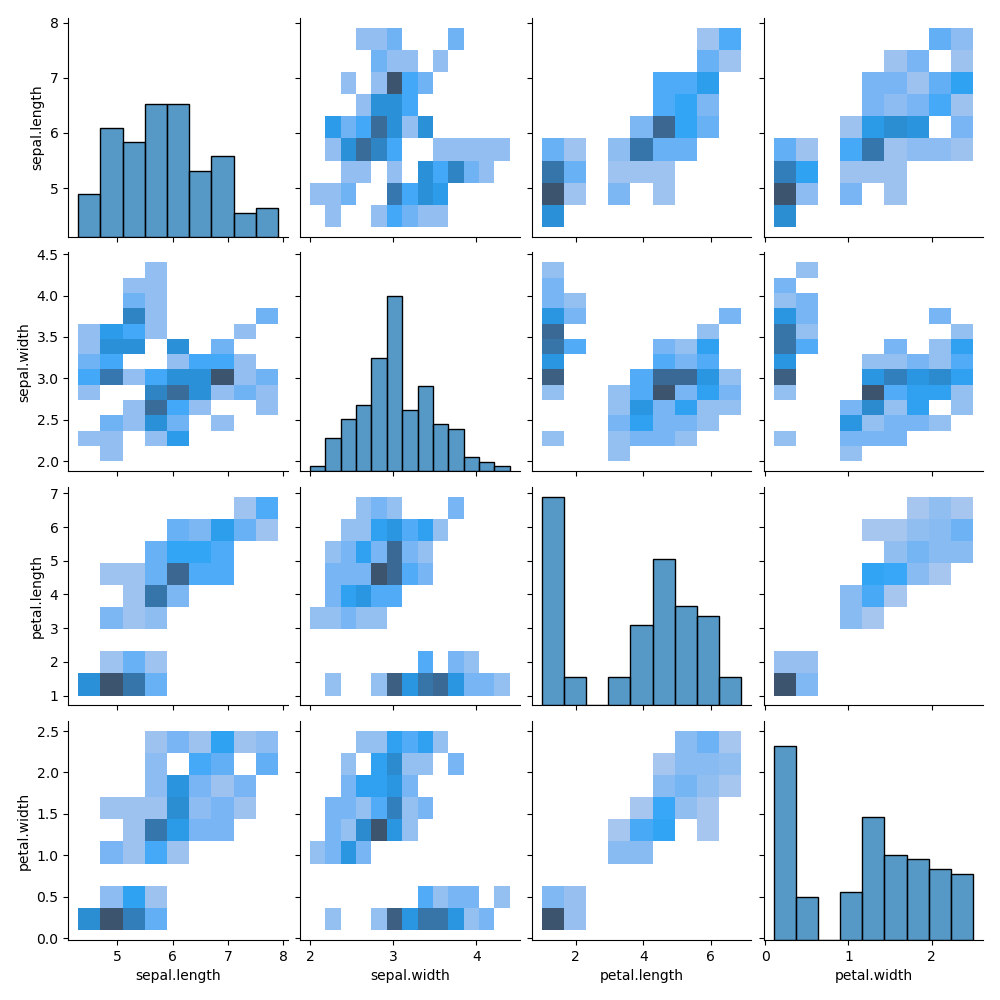 8
7
6
5
sepal.length
4.5
4.0
3.5
3.0
2.5
2.0
sepal.width
7
6
5
4
3
2
1
petal.length
2.5
2.0
1.5
1.0
0.5
0.0
petal.width
5 6 7 8
sepal.length
2 3 4
sepal.width
2 4 6
petal.length
0 1 2
petal.width